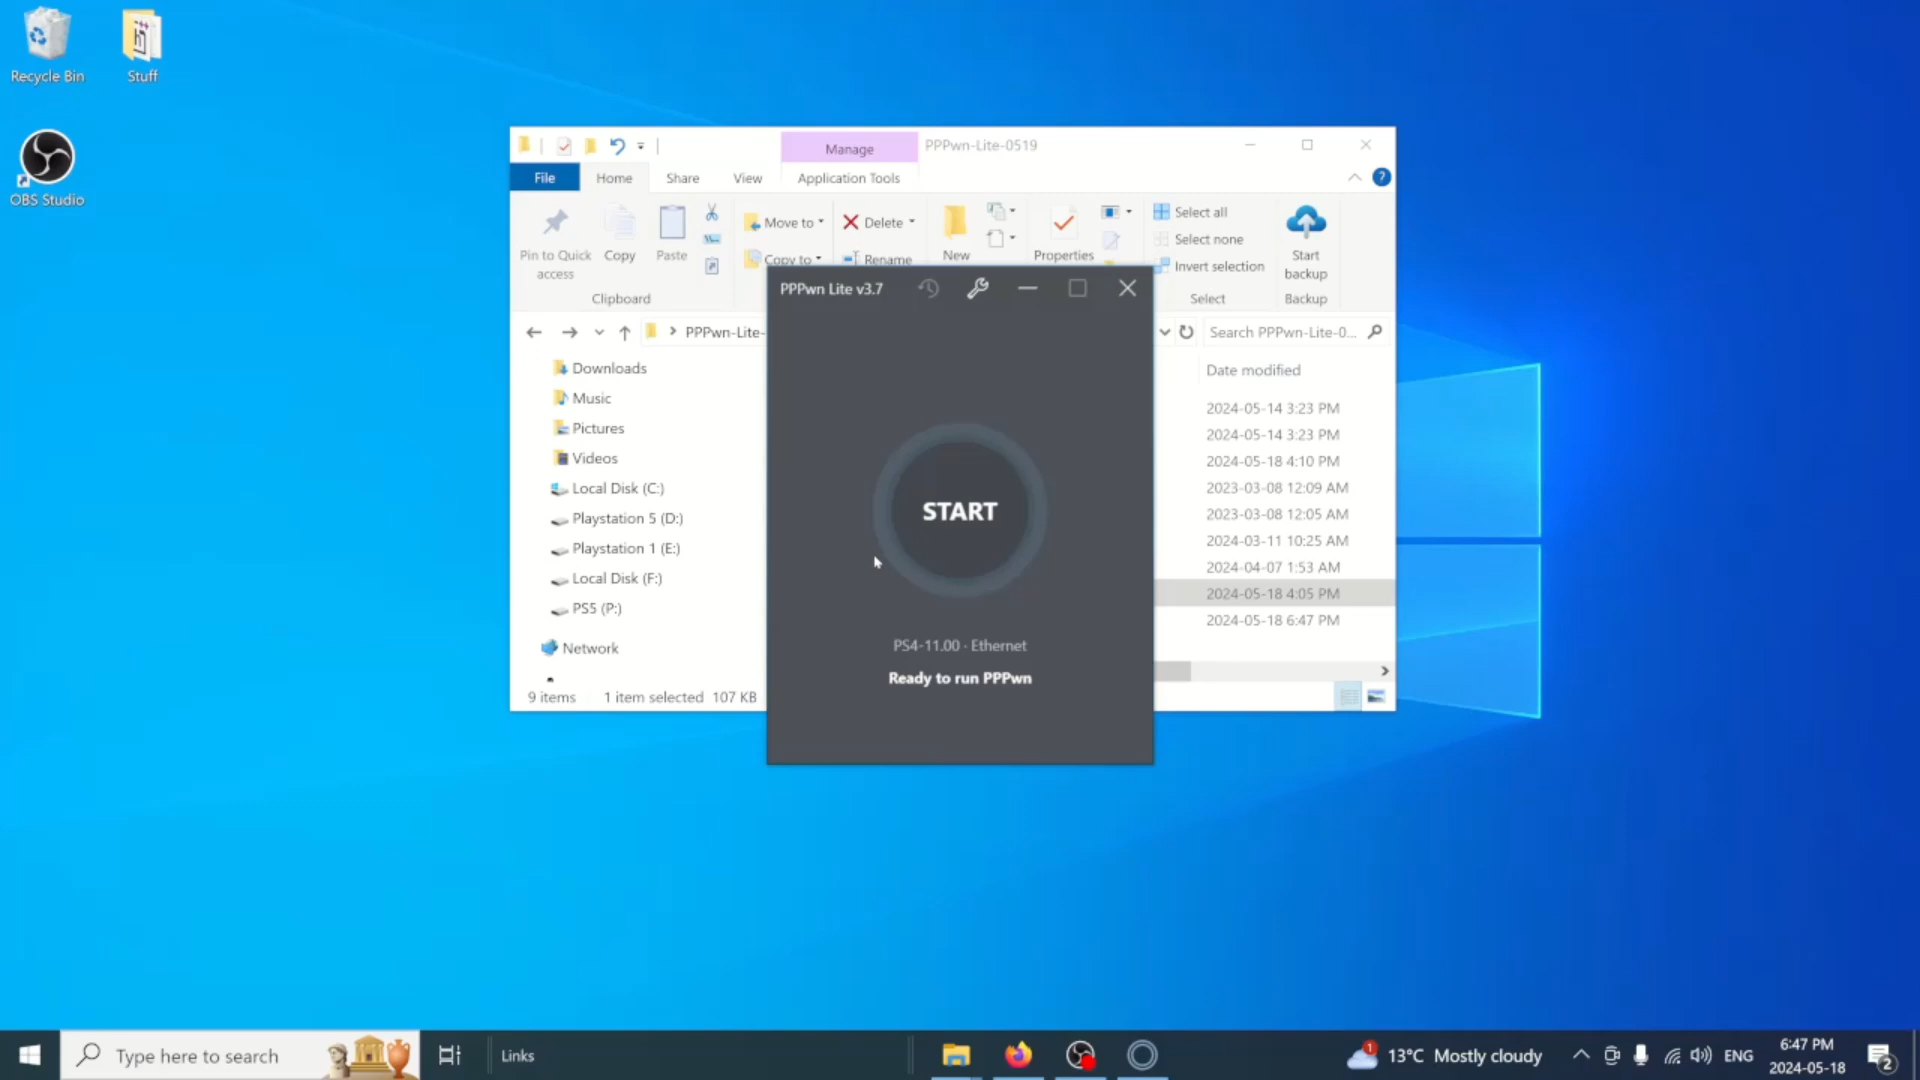 Recycle Bin
Stuff
OBS Studio
Manage
PPPwn-Lite-0519
File
Home
Share
View
Application Tools
Pin to Quick access
Copy
Paste
Move to
Copy to
Delete
Rename
New
Properties
Select all
Select none
Invert selection
Start backup
Clipboard
Select
Backup
PPPwn-Lite-
Search PPPwn-Lite-0...
Downloads
Music
Pictures
Videos
Local Disk (C:)
Playstation 5 (D:)
Playstation 1 (E:)
Local Disk (F:)
PS5 (P:)
Network
9 items
1 item selected 107 KB
PPPwn Lite v3.7
START
PS4-11.00 · Ethernet
Ready to run PPPwn
Date modified
2024-05-14 3:23 PM
2024-05-14 3:23 PM
2024-05-18 4:10 PM
2023-03-08 12:09 AM
2023-03-08 12:05 AM
2024-03-11 10:25 AM
2024-04-07 1:53 AM
2024-05-18 4:05 PM
2024-05-18 6:47 PM
Type here to search
Links
1
13°C Mostly cloudy
ENG
6:47 PM
2024-05-18
2